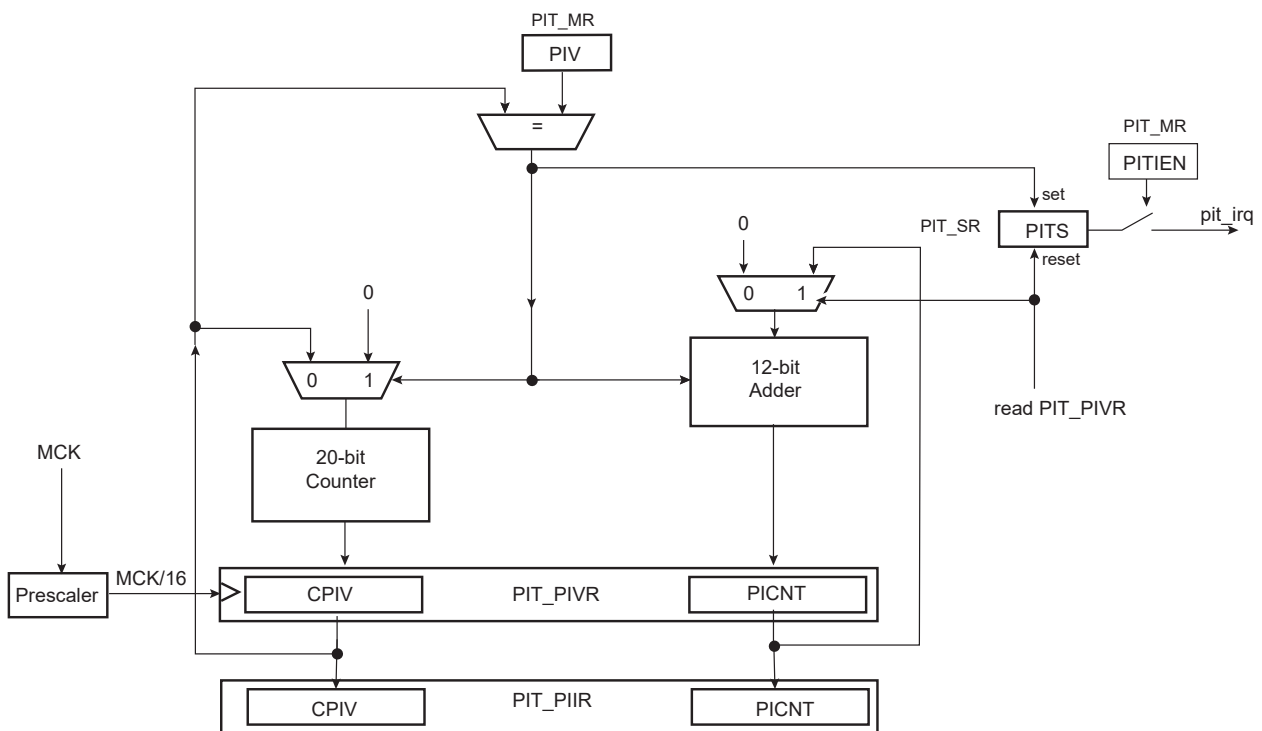 PIT_MR
PIV
=
PIT_MR
PITIEN
set
PIT_SR
PITS
pit_irq
reset
0
0 1
0
0 1
12-bit
Adder
read PIT_PIVR
20-bit
Counter
MCK
Prescaler
MCK/16
CPIV
PIT_PIVR
PICNT
CPIV
PIT_PIIR
PICNT